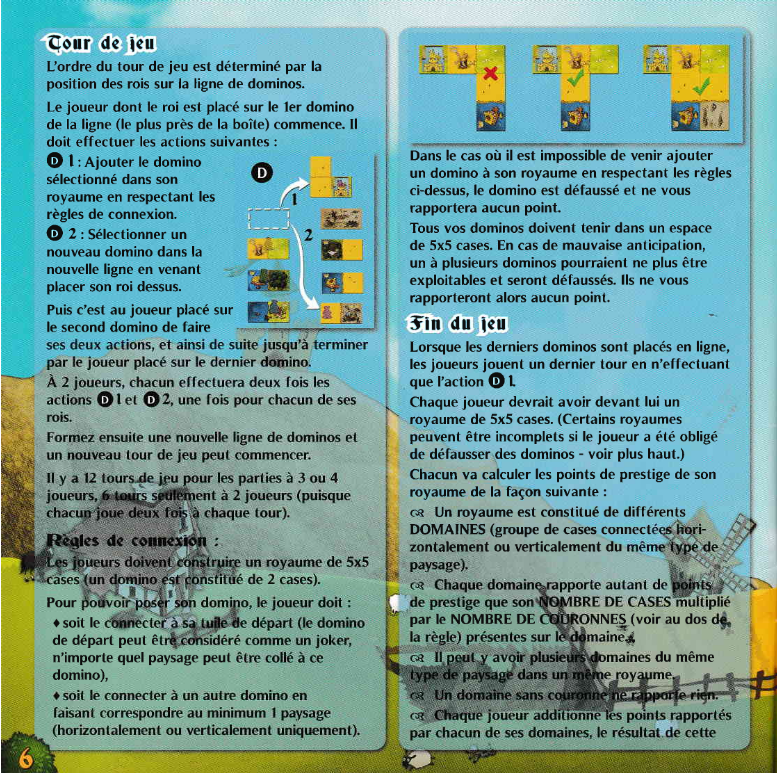 Tour de jeu
L'ordre du tour de jeu est déterminé par la
position des rois sur la ligne de dominos.
Le joueur dont le roi est placé sur le 1er domino
de la ligne (le plus près de la boîte) commence. Il
doit effectuer les actions suivantes :
D 1 : Ajouter le domino
sélectionné dans son
royaume en respectant les
règles de connexion.
D 2 : Sélectionner un
nouveau domino dans la
nouvelle ligne en venant
placer son roi dessus.
D
1
2
Puis c'est au joueur placé sur
le second domino de faire
ses deux actions, et ainsi de suite jusqu'à terminer
par le joueur placé sur le dernier domino.
À 2 joueurs, chacun effectuera deux fois les
actions D 1 et D 2, une fois pour chacun de ses
rois.
Formez ensuite une nouvelle ligne de dominos et
un nouveau tour de jeu peut commencer.
Il y a 12 tours de jeu pour les parties à 3 ou 4
joueurs, 6 tours seulement à 2 joueurs (puisque
chacun joue deux fois à chaque tour).
Règles de connexion :
Les joueurs doivent construire un royaume de 5x5
cases (un domino est constitué de 2 cases).
Pour pouvoir poser son domino, le joueur doit :
♦ soit le connecter à sa tuile de départ (le domino
de départ peut être considéré comme un joker,
n'importe quel paysage peut être collé à ce
domino),
♦ soit le connecter à un autre domino en
faisant correspondre au minimum 1 paysage
(horizontalement ou verticalement uniquement).
6
Dans le cas où il est impossible de venir ajouter
un domino à son royaume en respectant les règles
ci-dessus, le domino est défaussé et ne vous
rapportera aucun point.
Tous vos dominos doivent tenir dans un espace
de 5x5 cases. En cas de mauvaise anticipation,
un à plusieurs dominos pourraient ne plus être
exploitables et seront défaussés. Ils ne vous
rapporteront alors aucun point.
Fin du jeu
Lorsque les derniers dominos sont placés en ligne,
les joueurs jouent un dernier tour en n'effectuant
que l'action D 1.
Chaque joueur devrait avoir devant lui un
royaume de 5x5 cases. (Certains royaumes
peuvent être incomplets si le joueur a été obligé
de défausser des dominos - voir plus haut.)
Chacun va calculer les points de prestige de son
royaume de la façon suivante :
Un royaume est constitué de différents
DOMAINES (groupe de cases connectées hori-
zontalement ou verticalement du même type de
paysage).
Chaque domaine rapporte autant de points
de prestige que son NOMBRE DE CASES multiplié
par le NOMBRE DE COURONNES (voir au dos de
la règle) présentes sur le domaine.
Il peut y avoir plusieurs domaines du même
type de paysage dans un même royaume.
Un domaine sans couronne ne rapporte rien.
Chaque joueur additionne les points rapportés
par chacun de ses domaines, le résultat de cette